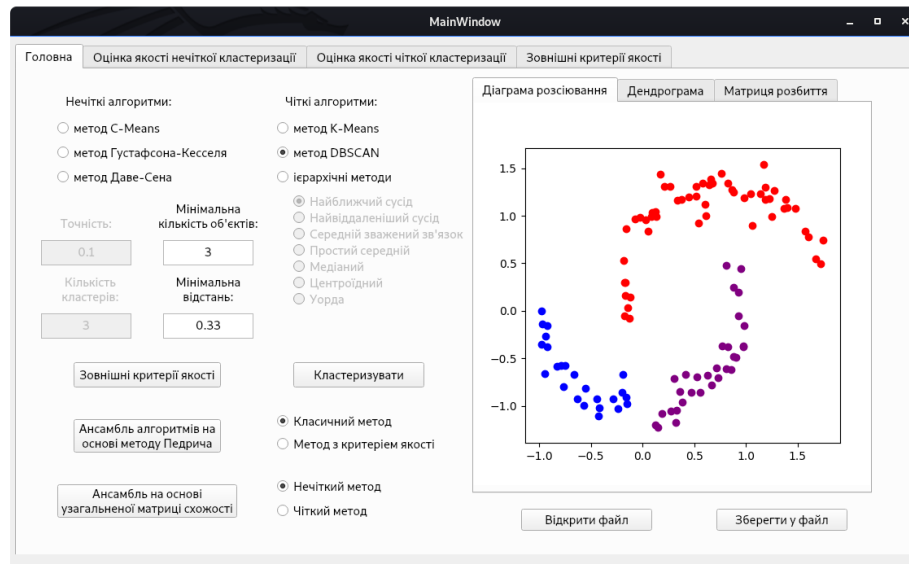 MainWindow
Головна
Оцінка якості нечіткої кластеризації
Оцінка якості чіткої кластеризації
Зовнішні критерії якості
Нечіткі алгоритми:
метод C-Means
метод Густафсона-Кесселя
метод Даве-Сена
Чіткі алгоритми:
метод K-Means
метод DBSCAN
ієрархічні методи
Найближчий сусід
Найвіддаленіший сусід
Середній зважений зв'язок
Простий середній
Медіаний
Центроїдний
Уорда
Точність:
0.1
Мінімальна
кількість об'єктів:
3
Кількість
кластерів:
3
Мінімальна
відстань:
0.33
Зовнішні критерії якості
Кластеризувати
Ансамбль алгоритмів на
основі методу Педрича
Класичний метод
Метод з критерієм якості
Ансамбль на основі
узагальненої матриці схожості
Нечіткий метод
Чіткий метод
Діаграма розсіювання
Дендрограма
Матриця розбиття
1.5
1.0
0.5
0.0
−0.5
−1.0
−1.0
−0.5
0.0
0.5
1.0
1.5
Відкрити файл
Зберегти у файл